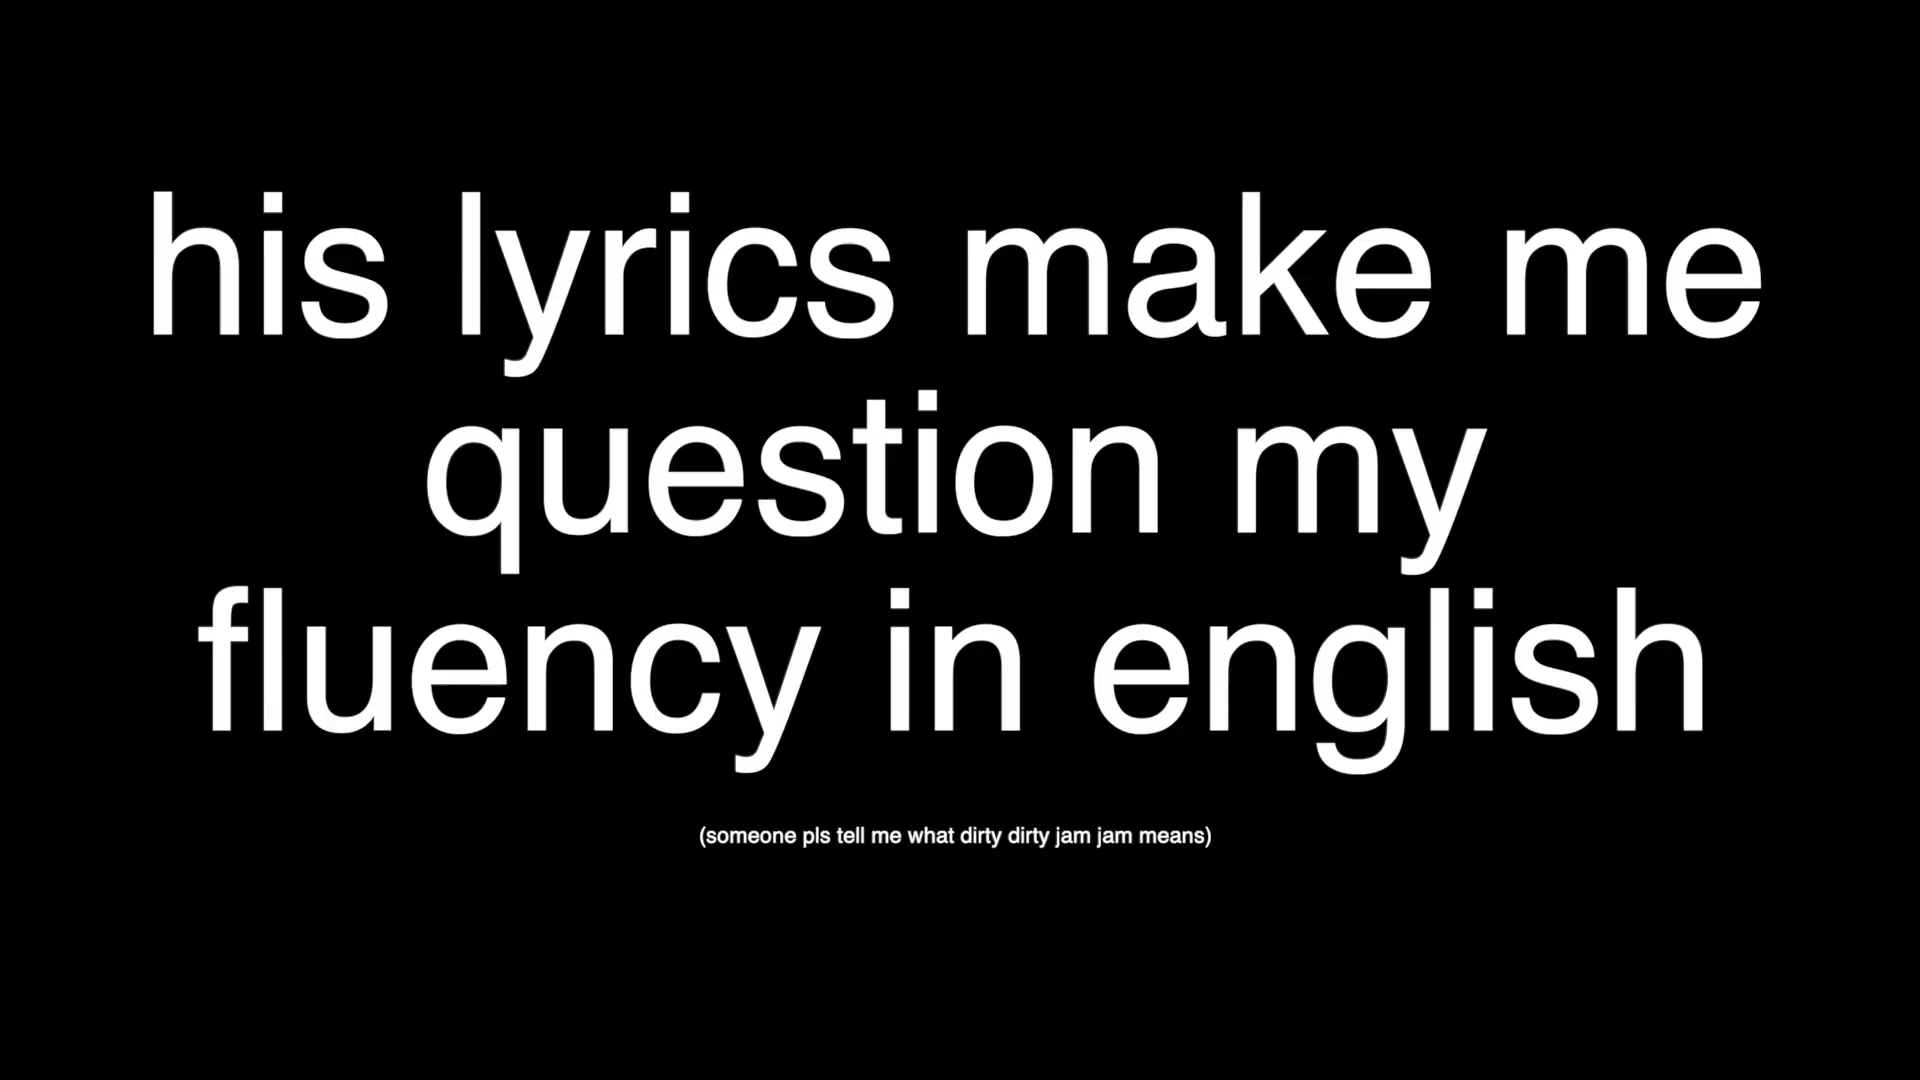 his lyrics make me
question my
fluency in english
(someone pls tell me what dirty dirty jam jam means)